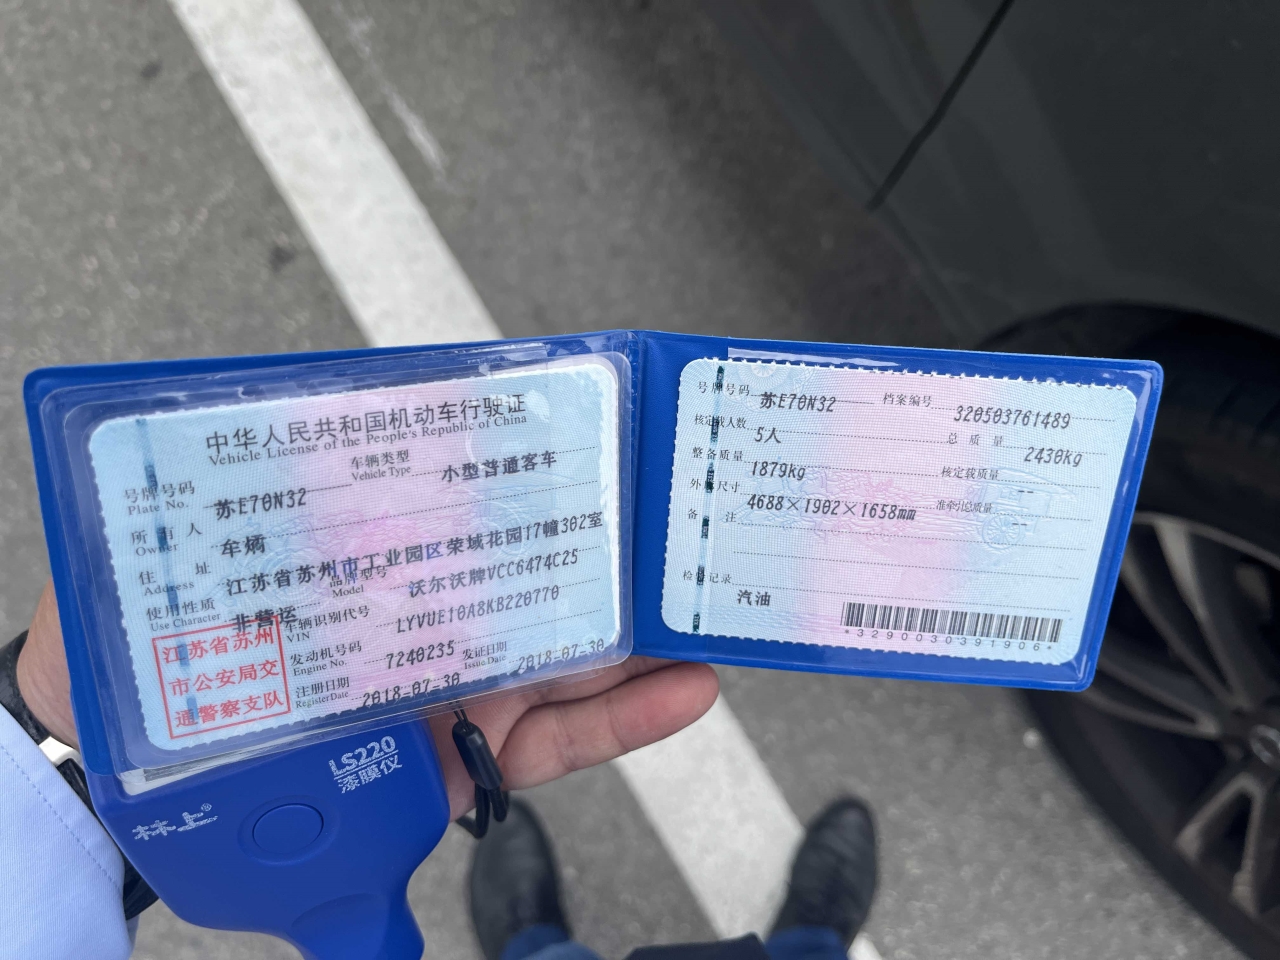 中华人民共和国机动车行驶证
Vehicle License of the People's Republic of China
号牌号码 苏E70N32 车辆类型 小型普通客车
Plate No. Vehicle Type
所有人 牟炳
Owner
住址 江苏省苏州市工业园区荣域花园17幢302室
Address
使用性质 非营运 品牌型号 沃尔沃牌VCC6474C25
Use Character Model
车辆识别代号 LYVUE10A8KB220770
VIN
发动机号码 7240235 发证日期 2018-07-30
Engine No. Issue Date
注册日期 2018-07-30
Register Date
江苏省苏州
市公安局交
通警察支队
号牌号码 苏E70N32 档案编号 320503761489
核定载人数 5人 总质量 2430kg
整备质量 1879kg 核定载质量 --
外廓尺寸 4688×1902×1658mm 准牵引总质量 --
备注
检验记录
汽油
*3290030391906*
LS220
漆膜仪
林上®